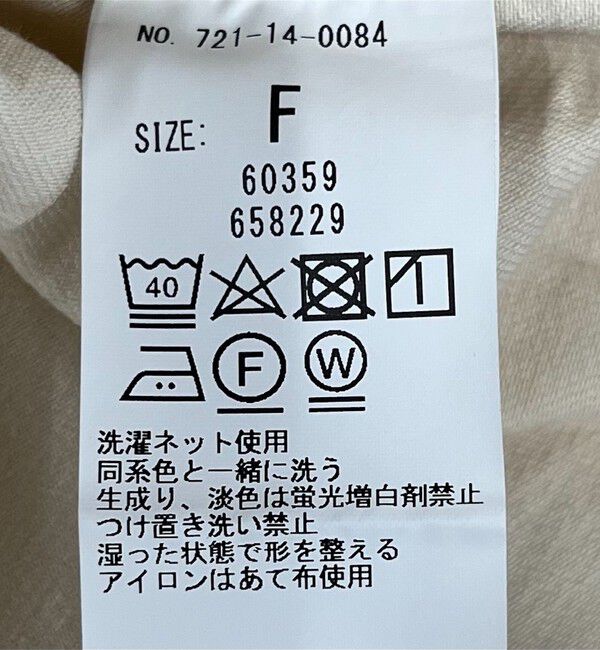 NO. 721-14-0084
SIZE: F
60359
658229
40
F W
洗濯ネット使用
同系色と一緒に洗う
生成り、淡色は蛍光増白剤禁止
つけ置き洗い禁止
湿った状態で形を整える
アイロンはあて布使用